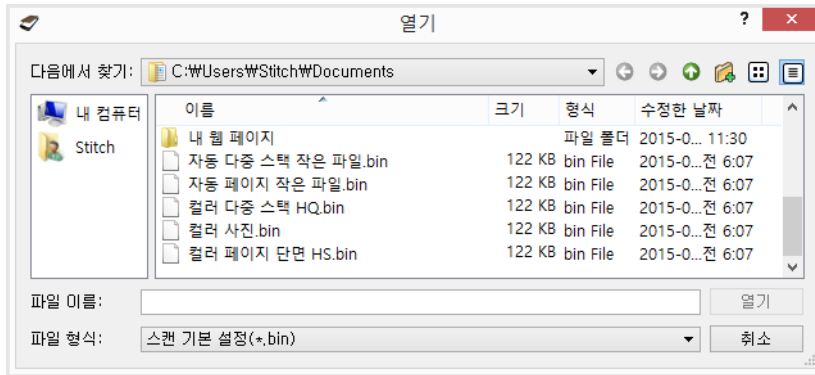 열기
?
다음에서 찾기: C:₩Users₩Stitch₩Documents
내 컴퓨터
Stitch
이름 크기 형식 수정한 날짜
내 웹 페이지 파일 폴더 2015-0... 11:30
자동 다중 스택 작은 파일.bin 122 KB bin File 2015-0...전 6:07
자동 페이지 작은 파일.bin 122 KB bin File 2015-0...전 6:07
컬러 다중 스택 HQ.bin 122 KB bin File 2015-0...전 6:07
컬러 사진.bin 122 KB bin File 2015-0...전 6:07
컬러 페이지 단면 HS.bin 122 KB bin File 2015-0...전 6:07
파일 이름: 열기
파일 형식: 스캔 기본 설정(*.bin) 취소